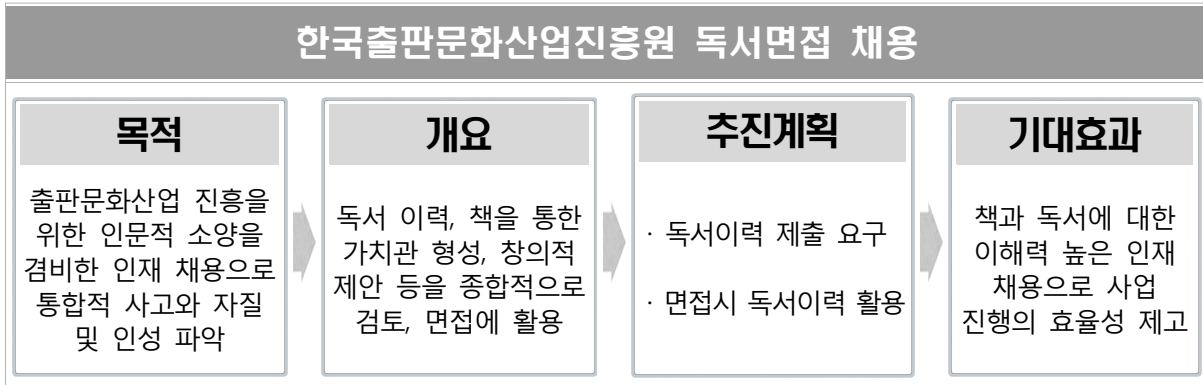 한국출판문화산업진흥원 독서면접 채용
목적
출판문화산업 진흥을
위한 인문적 소양을
겸비한 인재 채용으로
통합적 사고와 자질
및 인성 파악
개요
독서 이력, 책을 통한
가치관 형성, 창의적
제안 등을 종합적으로
검토, 면접에 활용
추진계획
· 독서이력 제출 요구
· 면접시 독서이력 활용
기대효과
책과 독서에 대한
이해력 높은 인재
채용으로 사업
진행의 효율성 제고